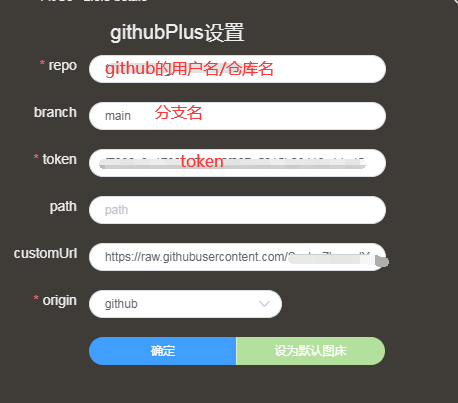 githubPlus设置
* repo
github的用户名/仓库名
branch
main
分支名
* token
token
path
path
customUrl
https://raw.githubusercontent.com/
* origin
github
确定
设为默认图床